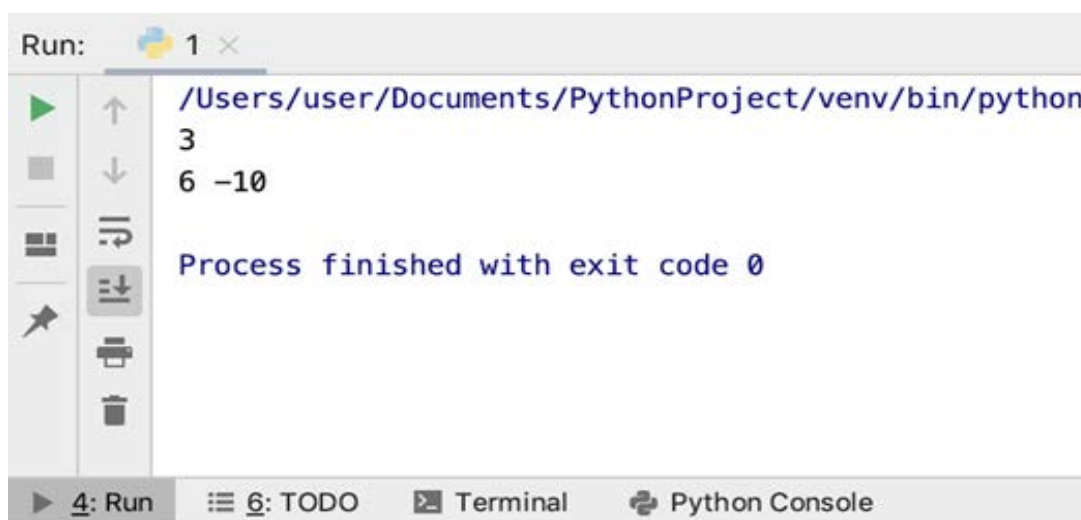 Run: 1
/Users/user/Documents/PythonProject/venv/bin/python
3
6 -10
Process finished with exit code 0
4: Run 6: TODO Terminal Python Console